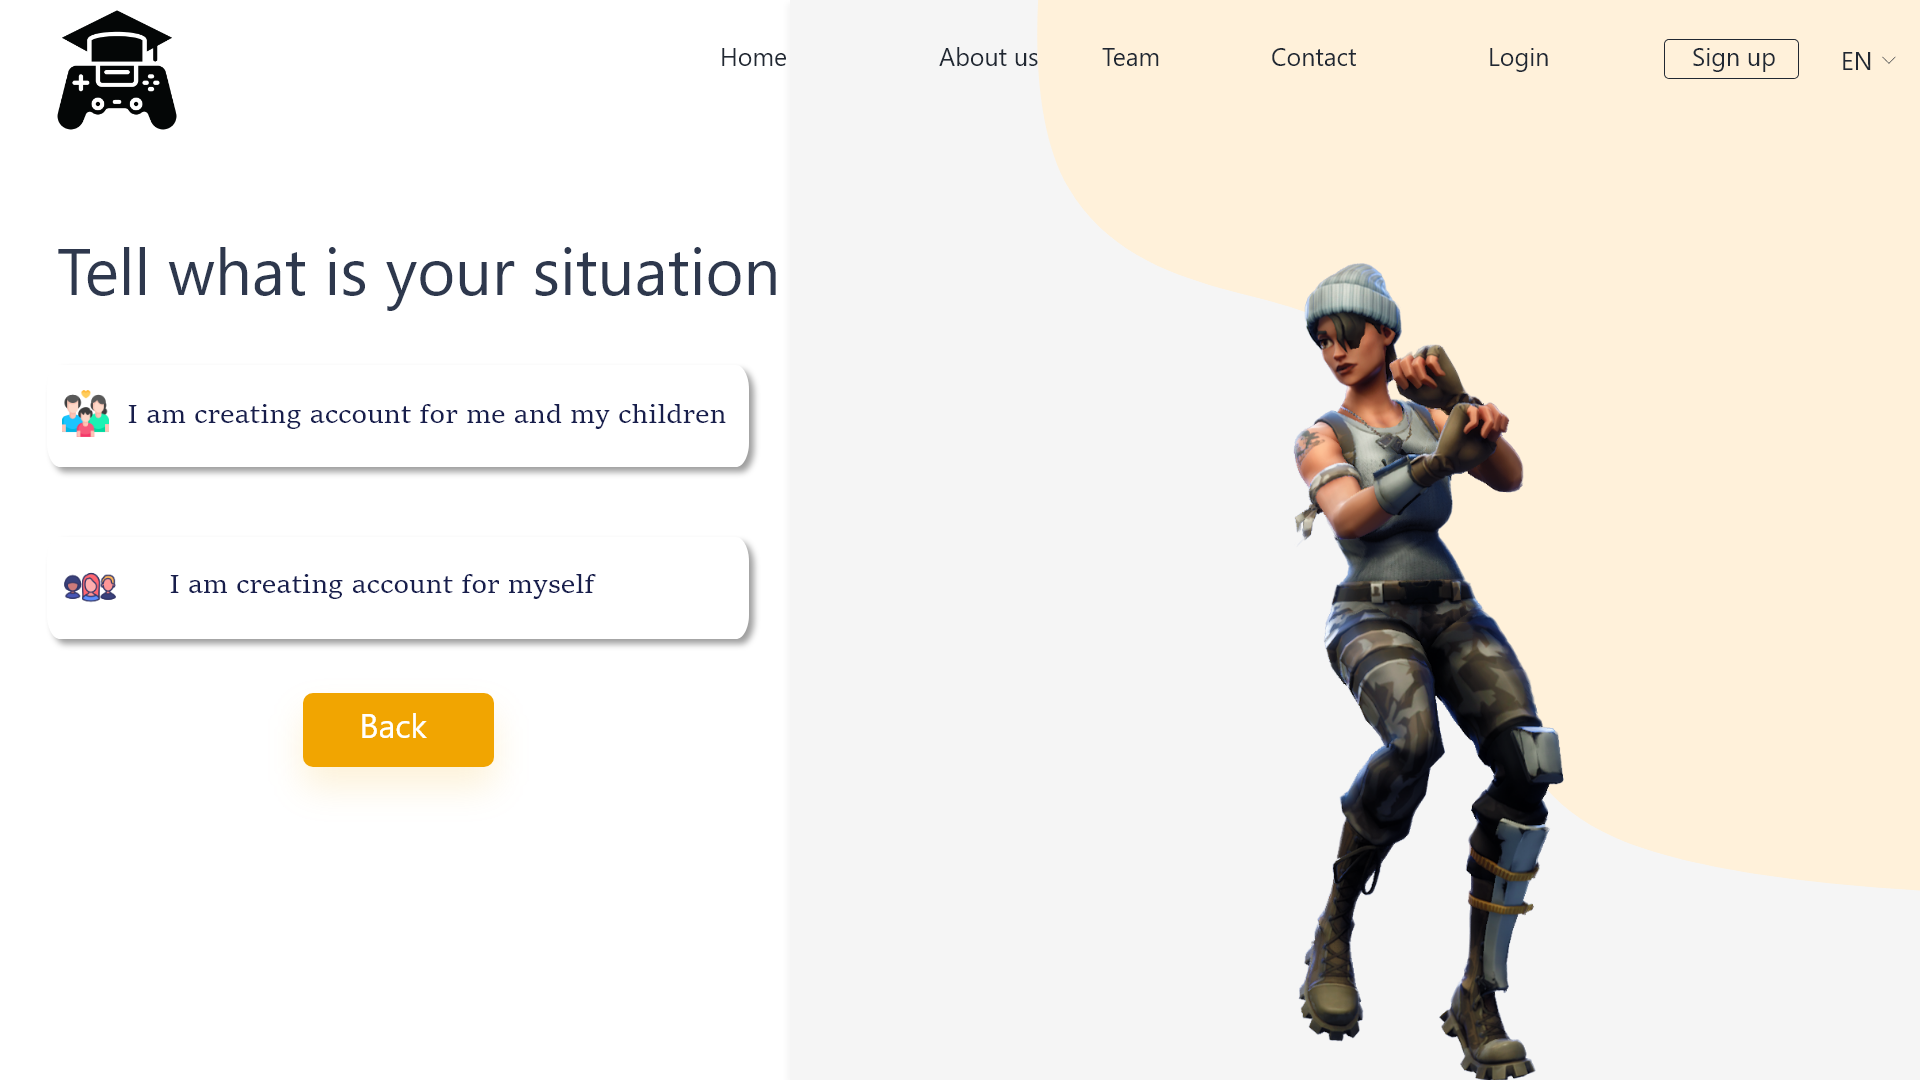 Home About us Team Contact Login Sign up EN
Tell what is your situation
I am creating account for me and my children
I am creating account for myself
Back